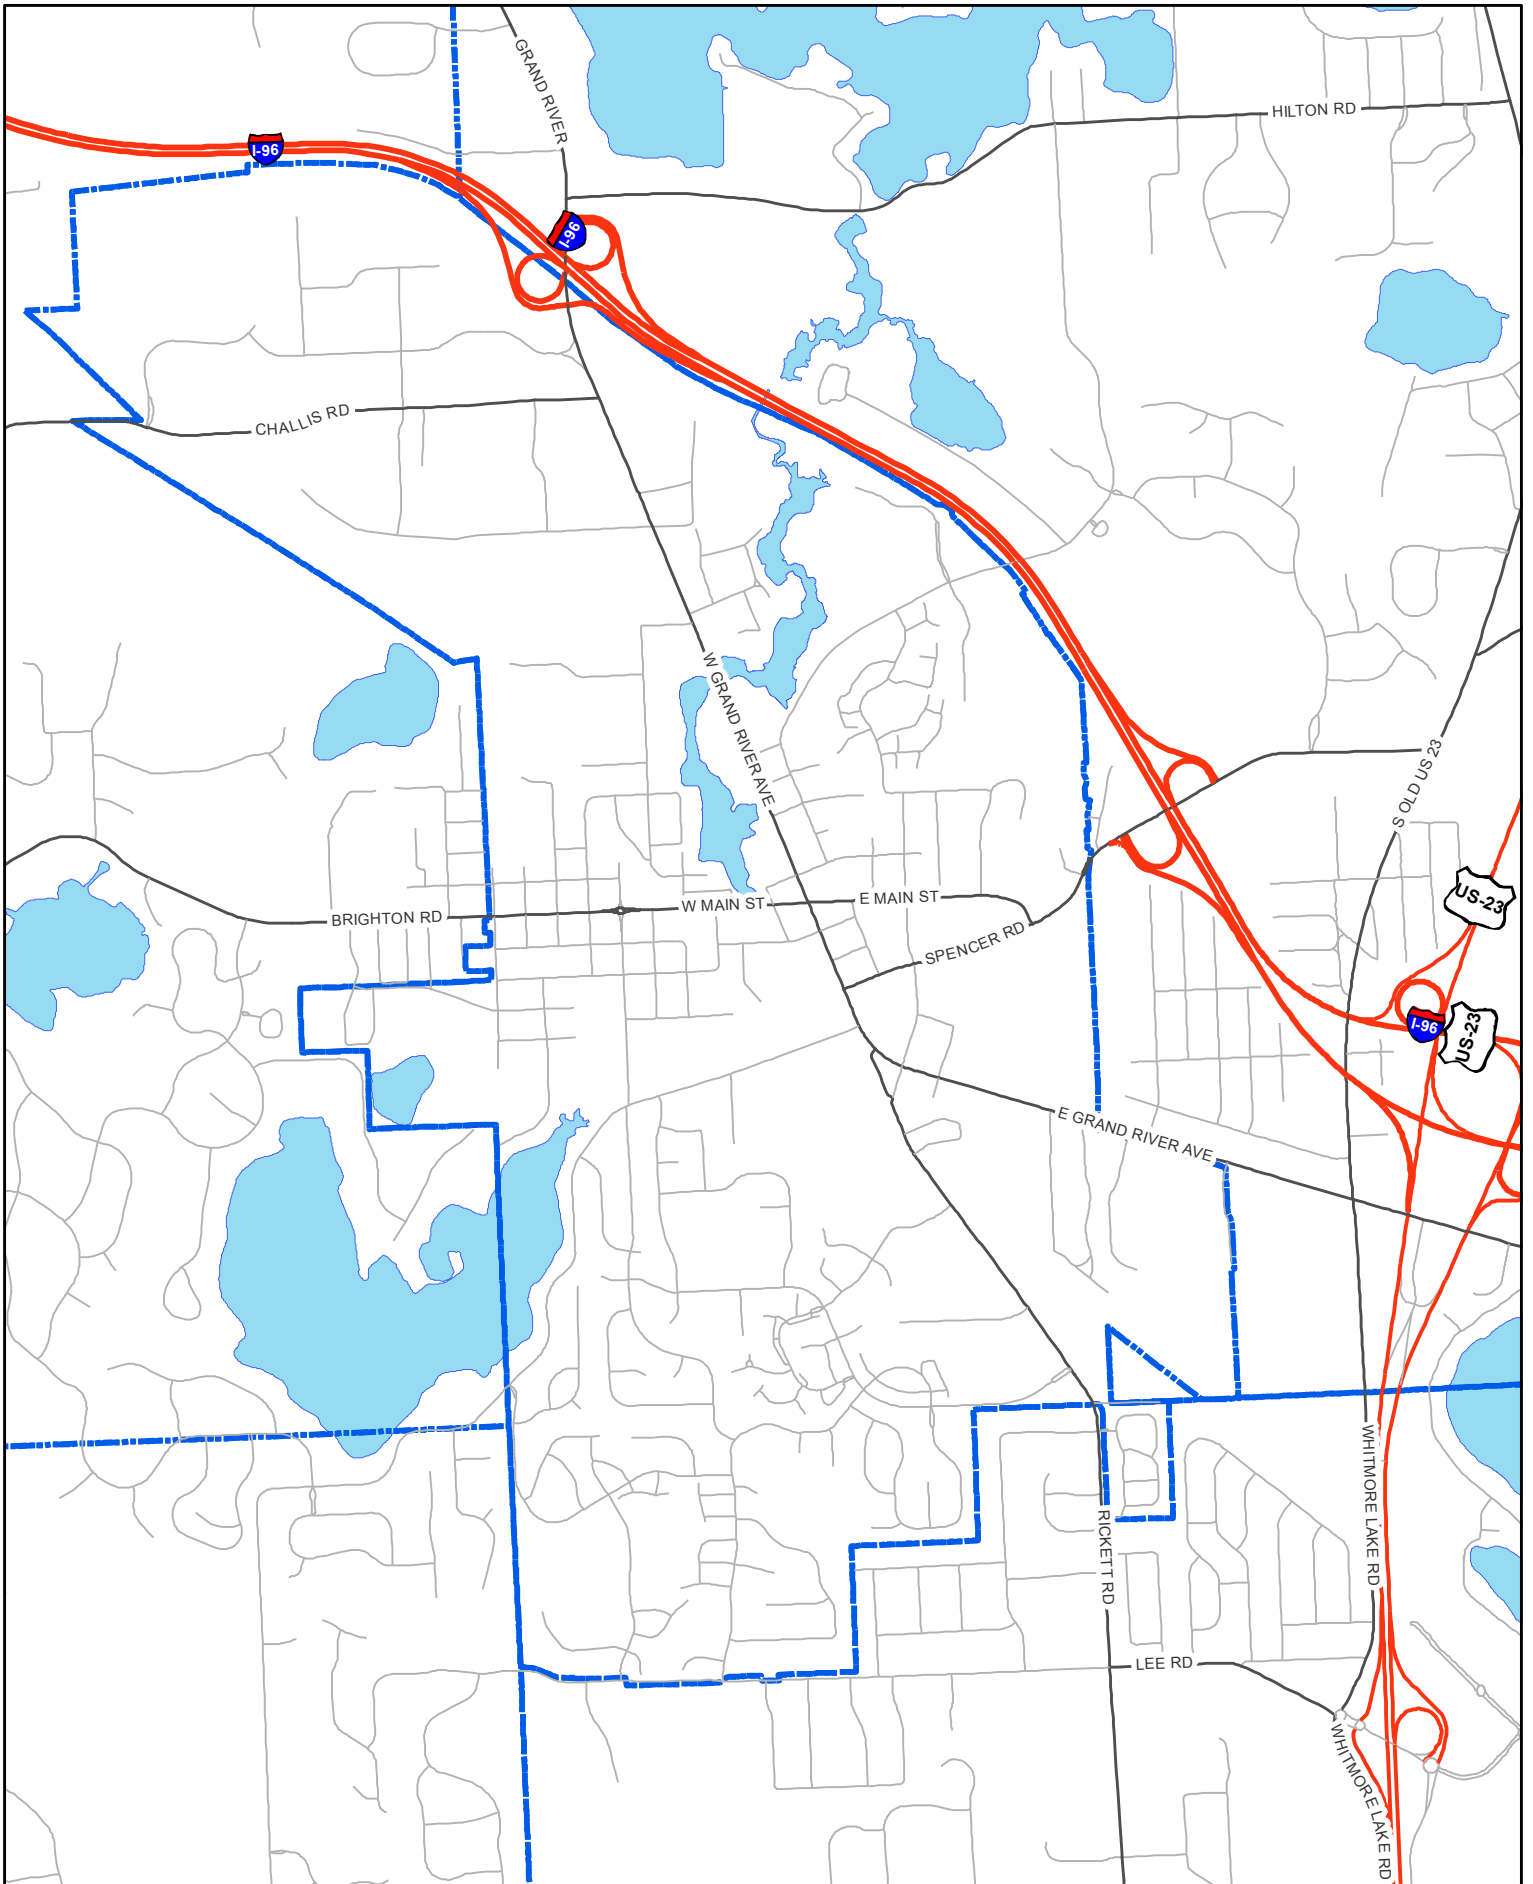 GRAND RIVER
HILTON RD
I-96
I-96
CHALLIS RD
W GRAND RIVER AVE
S OLD US 23
US-23
W MAIN ST
E MAIN ST
BRIGHTON RD
SPENCER RD
I-96
US-23
E GRAND RIVER AVE
WHITMORE LAKE RD
RICKETT RD
LEE RD
WHITMORE LAKE RD